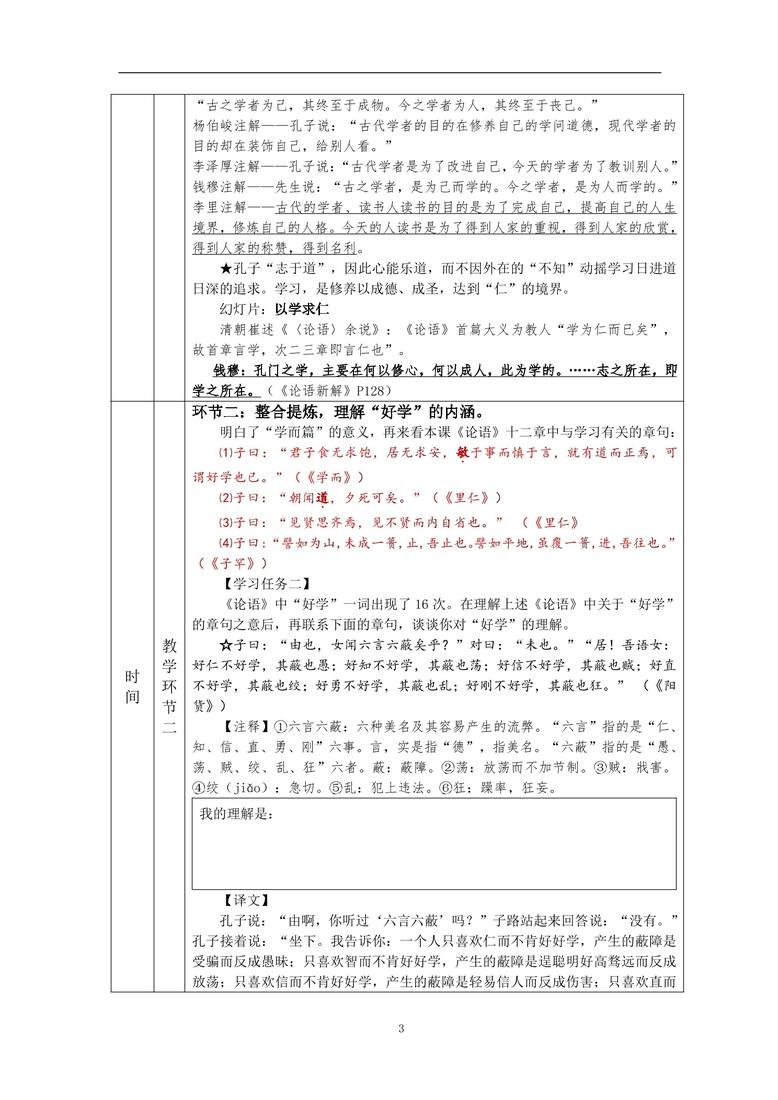 “古之学者为己，其终至于成物。今之学者为人，其终至于丧己。”
杨伯峻注解——孔子说：“古代学者的目的在修养自己的学问道德，现代学者的
目的却在装饰自己，给别人看。”
李泽厚注解——孔子说：“古代学者是为了改进自己，今天的学者为了教训别人。”
钱穆注解——先生说：“古之学者，是为己而学的。今之学者，是为人而学的。”
李里注解——古代的学者、读书人读书的目的是为了完成自己，提高自己的人生
境界，修炼自己的人格。今天的人读书是为了得到人家的重视，得到人家的欣赏，
得到人家的称赞，得到名利。
★孔子“志于道”，因此心能乐道，而不因外在的“不知”动摇学习日进道
日深的追求。学习，是修养以成德、成圣，达到“仁”的境界。
幻灯片：以学求仁
清朝崔述《〈论语〉余说》：《论语》首篇大义为教人“学为仁而已矣”，
故首章言学，次二三章即言仁也”。
钱穆：孔门之学，主要在何以修心，何以成人，此为学的。……志之所在，即
学之所在。（《论语新解》P128）
时间
教学环节二
环节二：整合提炼，理解“好学”的内涵。
明白了“学而篇”的意义，再来看本课《论语》十二章中与学习有关的章句：
⑴子曰：“君子食无求饱，居无求安，敏于事而慎于言，就有道而正焉，可
谓好学也已。”（《学而》）
⑵子曰：“朝闻道，夕死可矣。”（《里仁》）
⑶子曰：“见贤思齐焉，见不贤而内自省也。” （《里仁》
⑷子曰：“譬如为山，未成一篑，止，吾止也。譬如平地，虽覆一篑，进，吾往也。”
（《子罕》）
【学习任务二】
《论语》中“好学”一词出现了 16 次。在理解上述《论语》中关于“好学”
的章句之意后，再联系下面的章句，谈谈你对“好学”的理解。
☆子曰：“由也，女闻六言六蔽矣乎？”对曰：“未也。”“居！吾语女：
好仁不好学，其蔽也愚；好知不好学，其蔽也荡；好信不好学，其蔽也贼；好直
不好学，其蔽也绞；好勇不好学，其蔽也乱；好刚不好学，其蔽也狂。” （《阳
货》）
【注释】①六言六蔽：六种美名及其容易产生的流弊。“六言”指的是“仁、
知、信、直、勇、刚”六事。言，实是指“德”，指美名。“六蔽”指的是“愚、
荡、贼、绞、乱、狂”六者。蔽：蔽障。②荡：放荡而不加节制。③贼：戕害。
④绞（jiǎo）：急切。⑤乱：犯上违法。⑥狂：躁率，狂妄。
我的理解是：
【译文】
孔子说：“由啊，你听过‘六言六蔽’吗？”子路站起来回答说：“没有。”
孔子接着说：“坐下。我告诉你：一个人只喜欢仁而不肯好好学，产生的蔽障是
受骗而反成愚昧；只喜欢智而不肯好好学，产生的蔽障是逞聪明好高骛远而反成
放荡；只喜欢信而不肯好好学，产生的蔽障是轻易信人而反成伤害；只喜欢直而
3